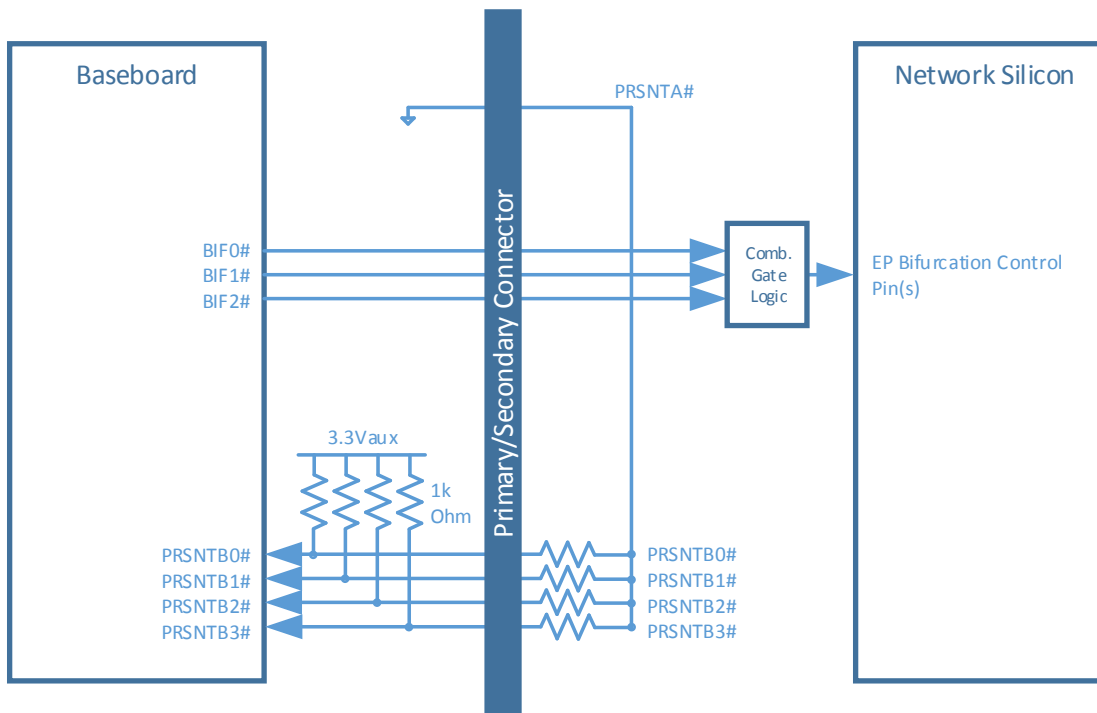 Baseboard
Network Silicon
PRSNTA#
Primary/Secondary Connector
BIF0#
BIF1#
BIF2#
Comb.
Gate
Logic
EP Bifurcation Control
Pin(s)
3.3Vaux
1k
Ohm
PRSNTB0#
PRSNTB1#
PRSNTB2#
PRSNTB3#
PRSNTB0#
PRSNTB1#
PRSNTB2#
PRSNTB3#